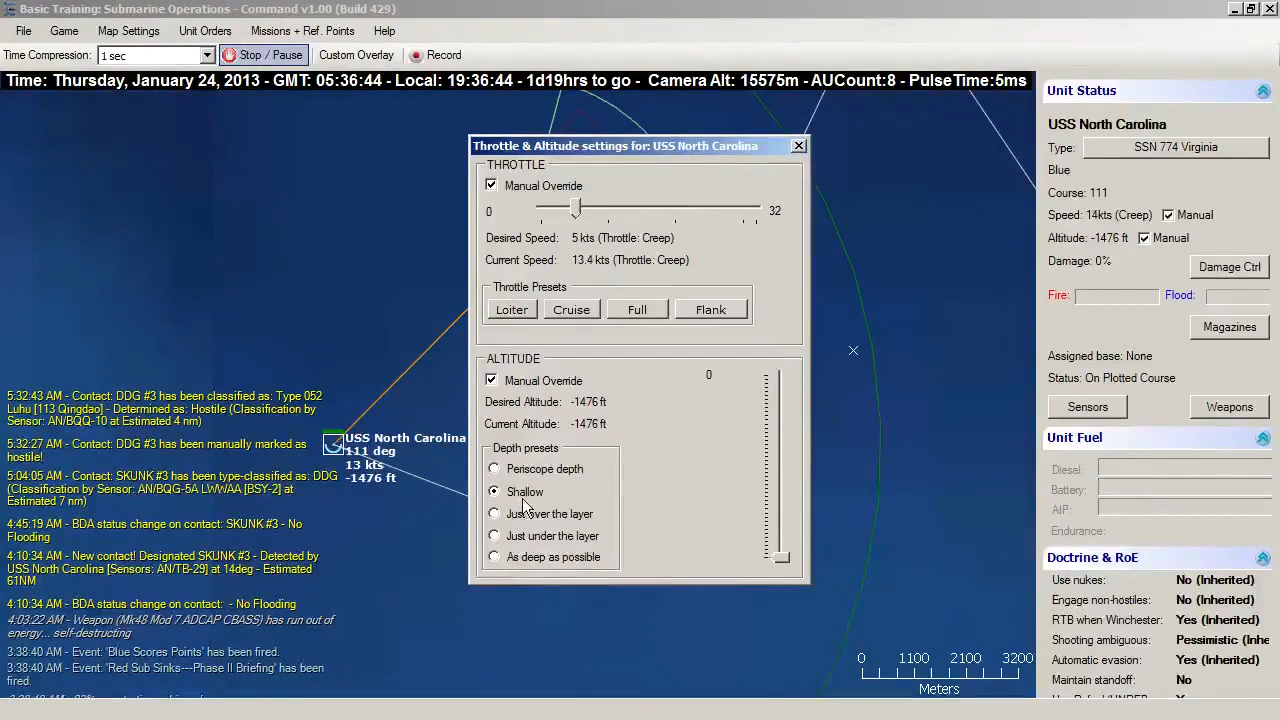 Basic Training: Submarine Operations - Command v1.00 (Build 429)
File Game Map Settings Unit Orders Missions + Ref. Points Help
Time Compression: 1 sec Stop / Pause Custom Overlay Record
Time: Thursday, January 24, 2013 - GMT: 05:36:44 - Local: 19:36:44 - 1d19hrs to go - Camera Alt: 15575m - AUCount:8 - PulseTime:5ms
Throttle & Altitude settings for: USS North Carolina
THROTTLE
Manual Override
0 32
Desired Speed: 5 kts (Throttle: Creep)
Current Speed: 13.4 kts (Throttle: Creep)
Throttle Presets
Loiter Cruise Full Flank
ALTITUDE
Manual Override 0
Desired Altitude: -1476 ft
Current Altitude: -1476 ft
Depth presets
Periscope depth
Shallow
Just over the layer
Just under the layer
As deep as possible
USS North Carolina
111 deg
13 kts
-1476 ft
5:32:43 AM - Contact: DDG #3 has been classified as: Type 052
Luhu [113 Qingdao] - Determined as: Hostile (Classification by
Sensor: AN/BQQ-10 at Estimated 4 nm)
5:32:27 AM - Contact: DDG #3 has been manually marked as
hostile!
5:04:05 AM - Contact: SKUNK #3 has been type-classified as: DDG
(Classification by Sensor: AN/BQG-5A LWWAA [BSY-2] at
Estimated 7 nm)
4:45:19 AM - BDA status change on contact: SKUNK #3 - No
Flooding
4:10:34 AM - New contact! Designated SKUNK #3 - Detected by
USS North Carolina [Sensors: AN/TB-29] at 14deg - Estimated
61NM
4:10:34 AM - BDA status change on contact: - No Flooding
4:03:22 AM - Weapon (Mk48 Mod 7 ADCAP CBASS) has run out of
energy... self-destructing
3:38:40 AM - Event: 'Blue Scores Points' has been fired.
3:38:40 AM - Event: 'Red Sub Sinks---Phase II Briefing' has been
fired.
0 1100 2100 3200
Meters
Unit Status
USS North Carolina
Type: SSN 774 Virginia
Blue
Course: 111
Speed: 14kts (Creep) Manual
Altitude: -1476 ft Manual
Damage: 0% Damage Ctrl
Fire: Flood:
Magazines
Assigned base: None
Status: On Plotted Course
Sensors Weapons
Unit Fuel
Diesel:
Battery:
AIP:
Endurance:
Doctrine & RoE
Use nukes: No (Inherited)
Engage non-hostiles: No (Inherited)
RTB when Winchester: Yes (Inherited)
Shooting ambiguous: Pessimistic (Inhe
Automatic evasion: Yes (Inherited)
Maintain standoff: No